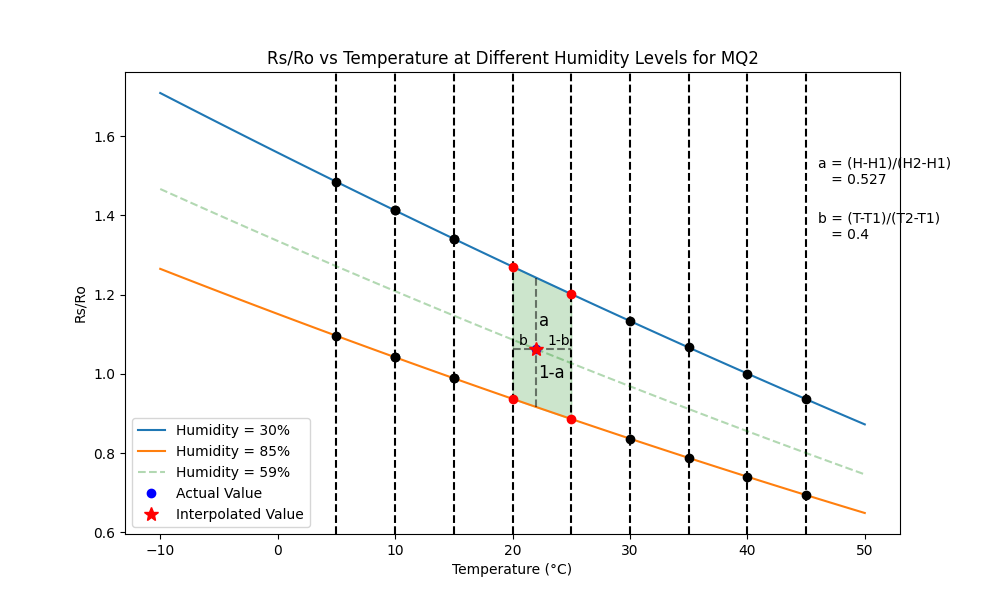 Rs/Ro vs Temperature at Different Humidity Levels for MQ2
Rs/Ro
1.6
1.4
1.2
1.0
0.8
0.6
a = (H-H1)/(H2-H1)
= 0.527
b = (T-T1)/(T2-T1)
= 0.4
a
b 1-b
1-a
Humidity = 30%
Humidity = 85%
Humidity = 59%
Actual Value
Interpolated Value
−10 0 10 20 30 40 50
Temperature (°C)